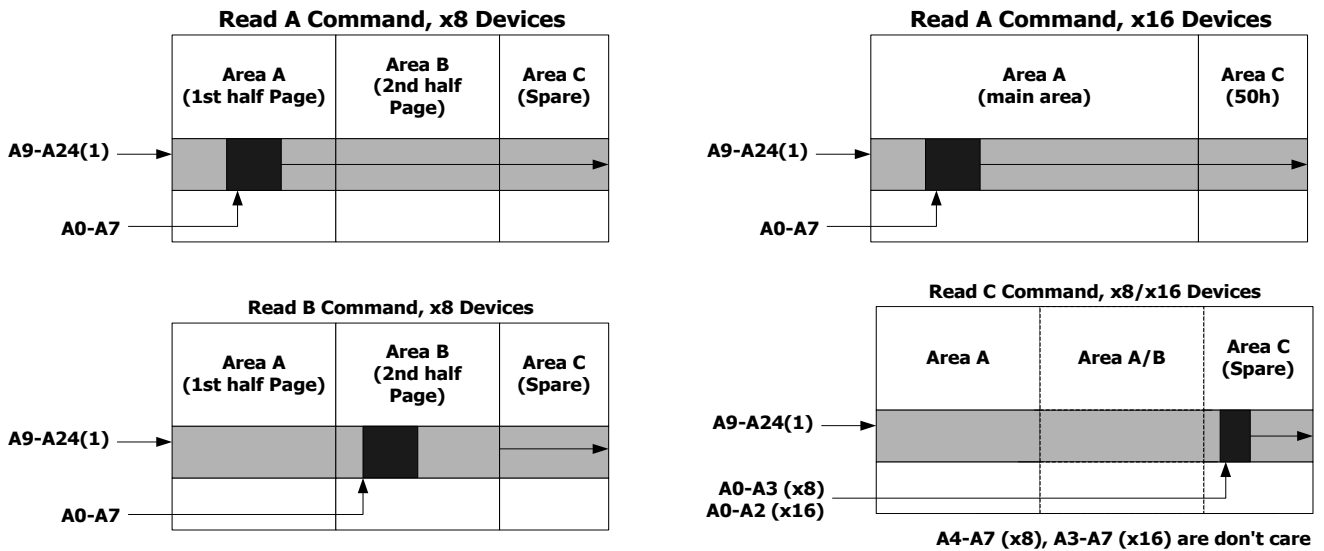 Read A Command, x8 Devices
Area A
(1st half Page)
Area B
(2nd half
Page)
Area C
(Spare)
A9-A24(1)
A0-A7
Read A Command, x16 Devices
Area A
(main area)
Area C
(50h)
A9-A24(1)
A0-A7
Read B Command, x8 Devices
Area A
(1st half Page)
Area B
(2nd half
Page)
Area C
(Spare)
A9-A24(1)
A0-A7
Read C Command, x8/x16 Devices
Area A
Area A/B
Area C
(Spare)
A9-A24(1)
A0-A3 (x8)
A0-A2 (x16)
A4-A7 (x8), A3-A7 (x16) are don't care